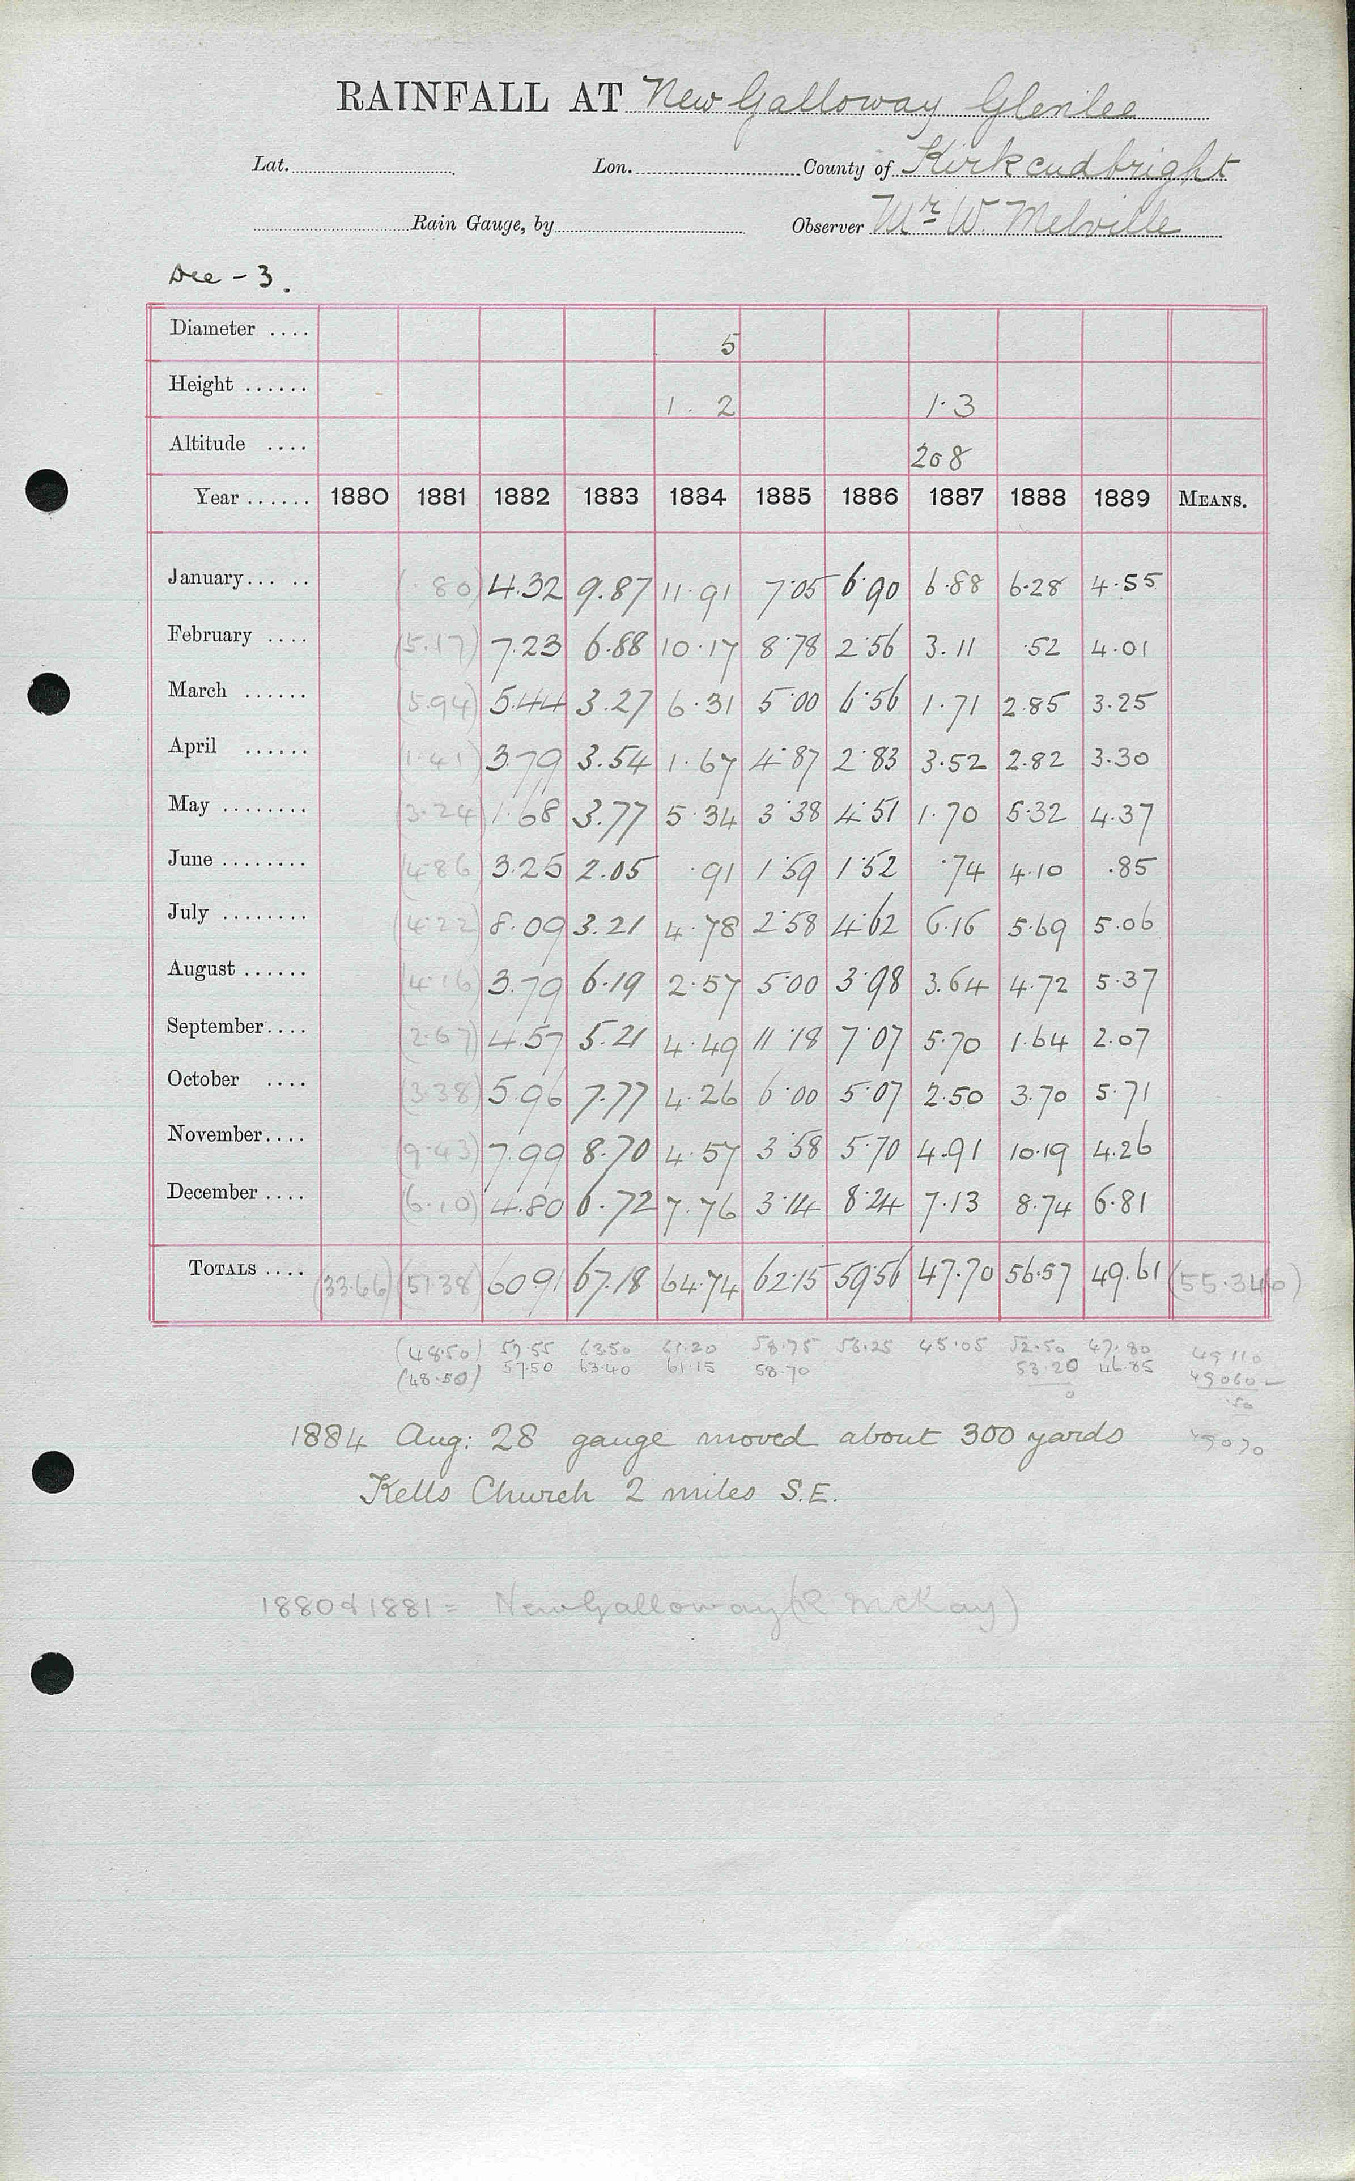 RAINFALL AT New Galloway Glenlee
Lat. Lon. County of Kirkcudbright
Rain Gauge, by Observer Mr W. Melville
Dee - 3.
Diameter .... 5
Height ...... 1. 2 1.3
Altitude .... 208
Year ...... 1880 1881 1882 1883 1884 1885 1886 1887 1888 1889 MEANS.
January... .. (.80) 4.32 9.87 11.91 7.05 6.90 6.88 6.28 4.55
February .... (5.17) 7.23 6.88 10.17 8.78 2.56 3.11 .52 4.01
March ...... (5.94) 5.44 3.27 6.31 5.00 6.56 1.71 2.85 3.25
April ...... (1.41) 3.79 3.54 1.67 4.87 2.83 3.52 2.82 3.30
May ........ (3.24) 1.68 3.77 5.34 3.38 4.51 1.70 5.32 4.37
June ........ (4.86) 3.25 2.05 .91 1.59 1.52 .74 4.10 .85
July ........ (4.22) 8.09 3.21 4.78 2.58 4.62 6.16 5.69 5.06
August ...... (4.16) 3.79 6.19 2.57 5.00 3.98 3.64 4.72 5.37
September.... (2.67) 4.57 5.21 4.49 11.18 7.07 5.70 1.64 2.07
October .... (3.38) 5.96 7.77 4.26 6.00 5.07 2.50 3.70 5.71
November.... (9.43) 7.99 8.70 4.57 3.58 5.70 4.91 10.19 4.26
December .... (6.10) 4.80 6.72 7.76 3.14 8.24 7.13 8.74 6.81
TOTALS .... (33.66) (51.38) 60.91 67.18 64.74 62.15 59.56 47.70 56.57 49.61 (55.346)
(48.50) 57.55 63.50 61.20 58.75 56.25 45.05 52.50 47.80 49110
(48.50) 57.50 63.40 61.15 58.70 53.20 46.85 49060
0 .50
1884 Aug: 28 gauge moved about 300 yards
Kells Church 2 miles S.E.
1880 & 1881 = New Galloway (R McKay)